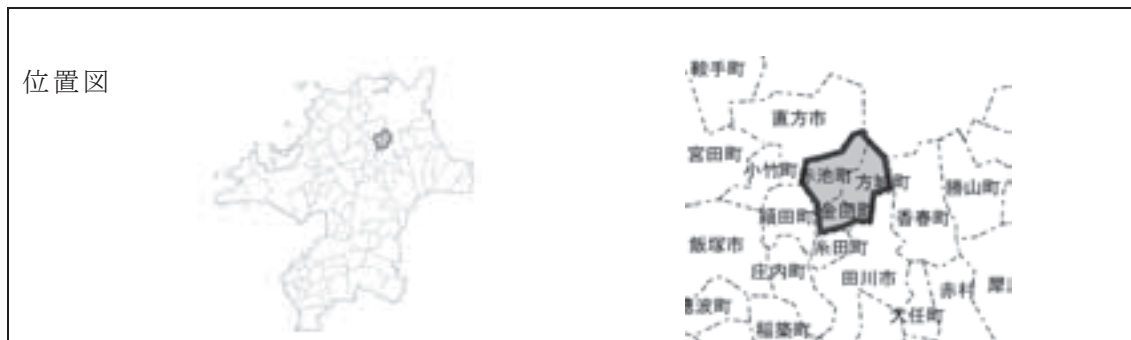 位置図
鞍手町
直方市
宮田町
小竹町
糸池町
方城町
勝山町
頴田町
金田町
香春町
飯塚市
糸田町
庄内町
田川市
赤村
大任町
稲築町